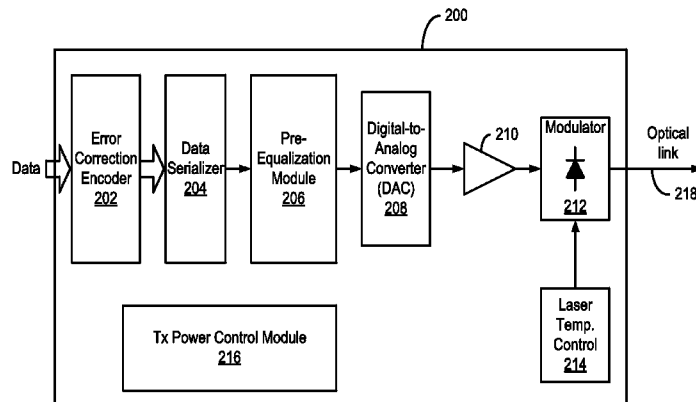 200
Data
Error
Correction
Encoder
202
Data
Serializer
204
Pre-
Equalization
Module
206
Digital-to-
Analog
Converter
(DAC)
208
210
Modulator
212
Optical
link
218
Laser
Temp.
Control
214
Tx Power Control Module
216